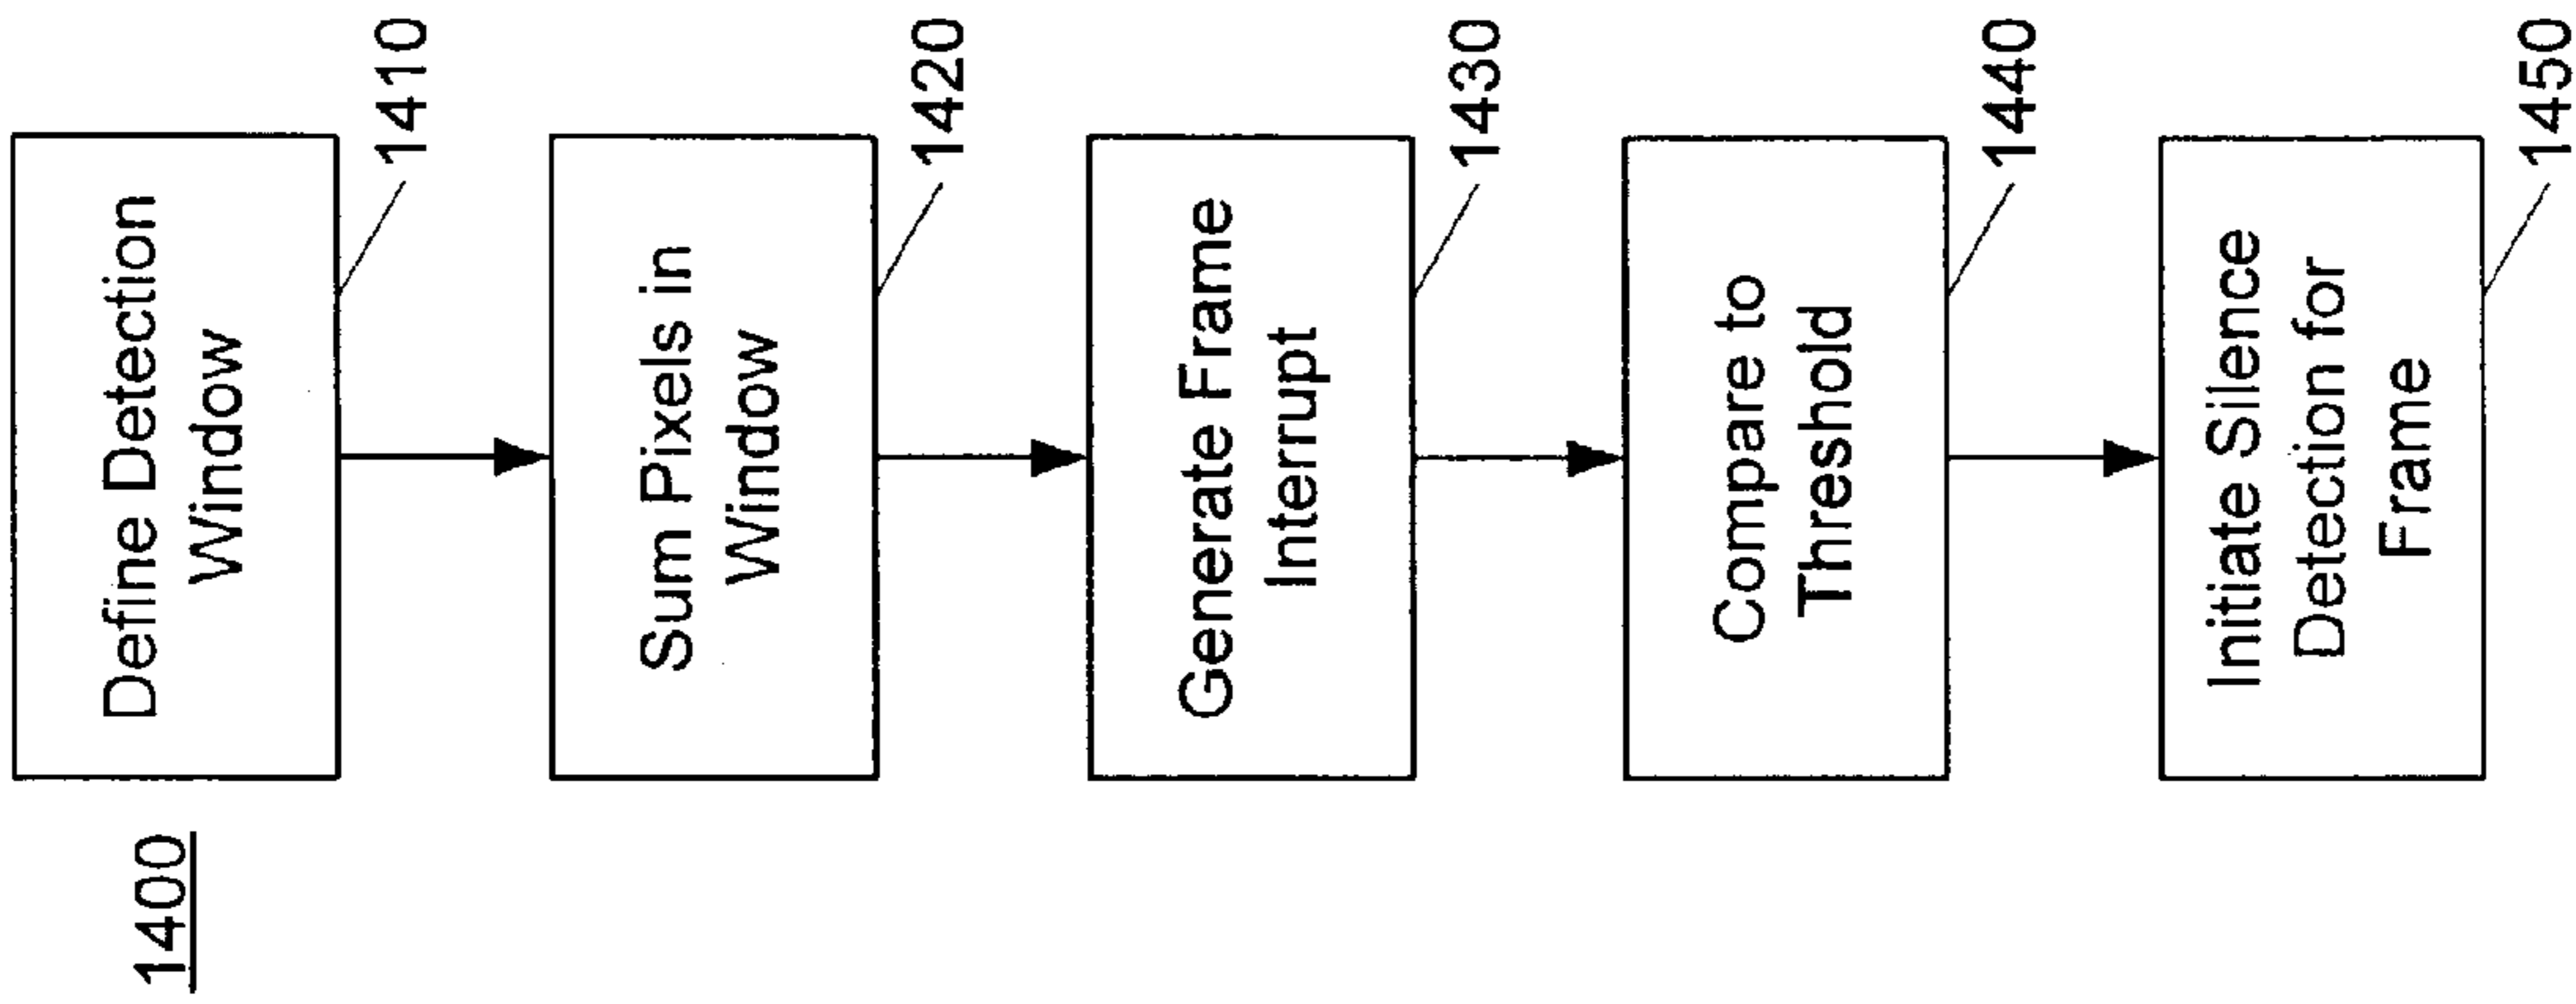 1400
Define Detection
Window
1410
Sum Pixels in
Window
1420
Generate Frame
Interrupt
1430
Compare to
Threshold
1440
Initiate Silence
Detection for
Frame
1450